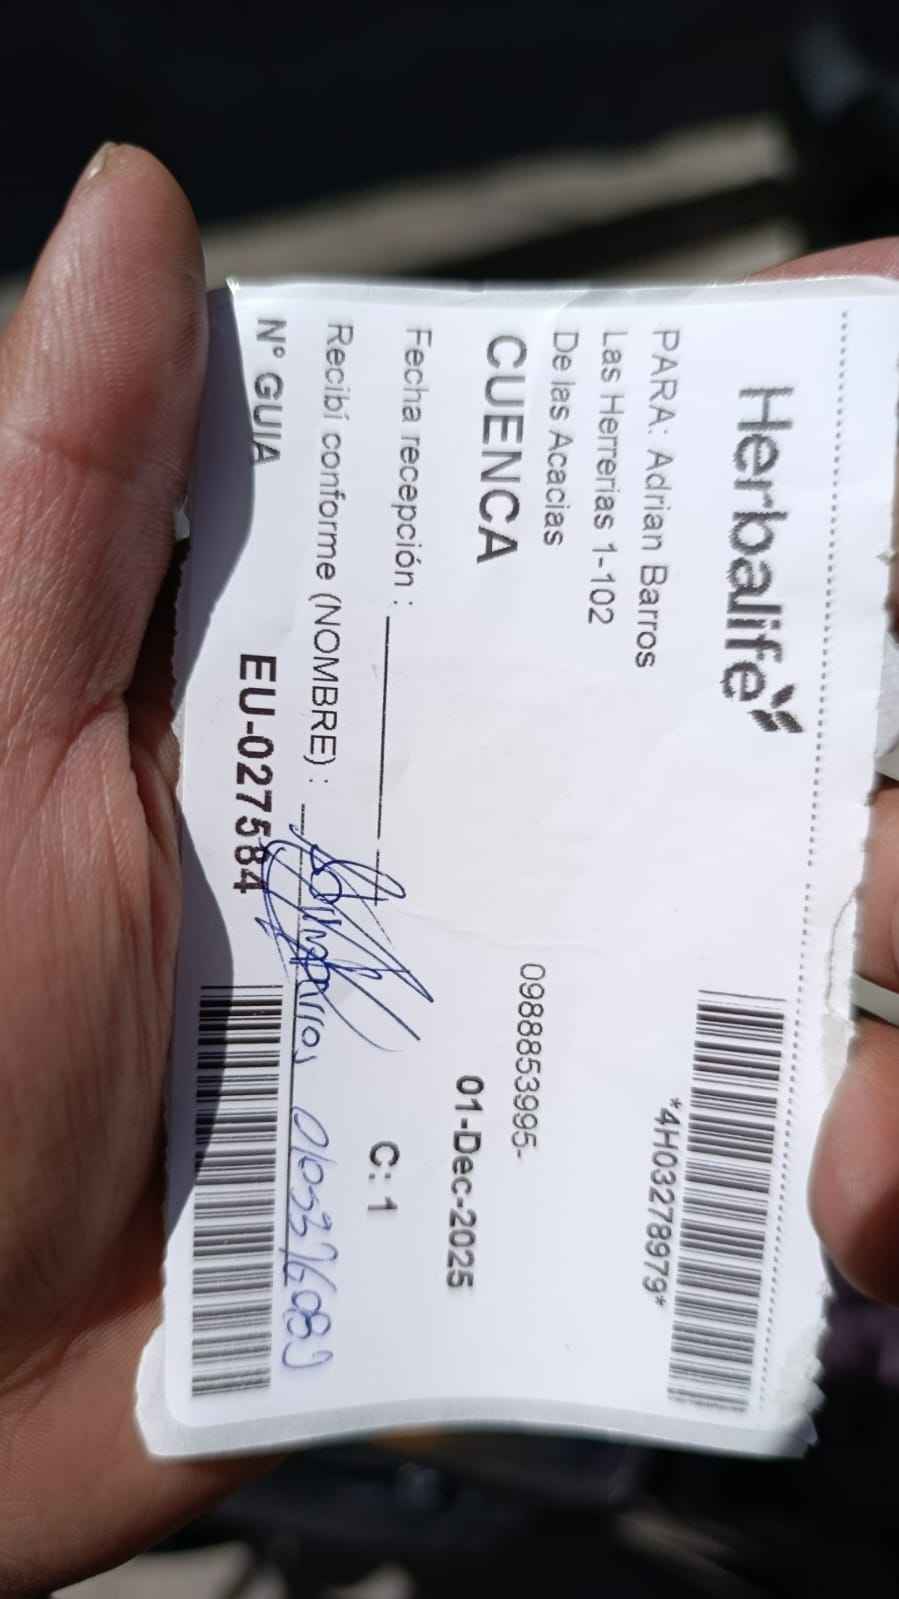 Herbalife
*4H03278979*
PARA: Adrian Barros
Las Herrerias 1-102
De las Acacias
0988853995-
CUENCA
01-Dec-2025
Fecha recepción :
C: 1
Recibí conforme (NOMBRE) :
Nº GUIA
EU-027584